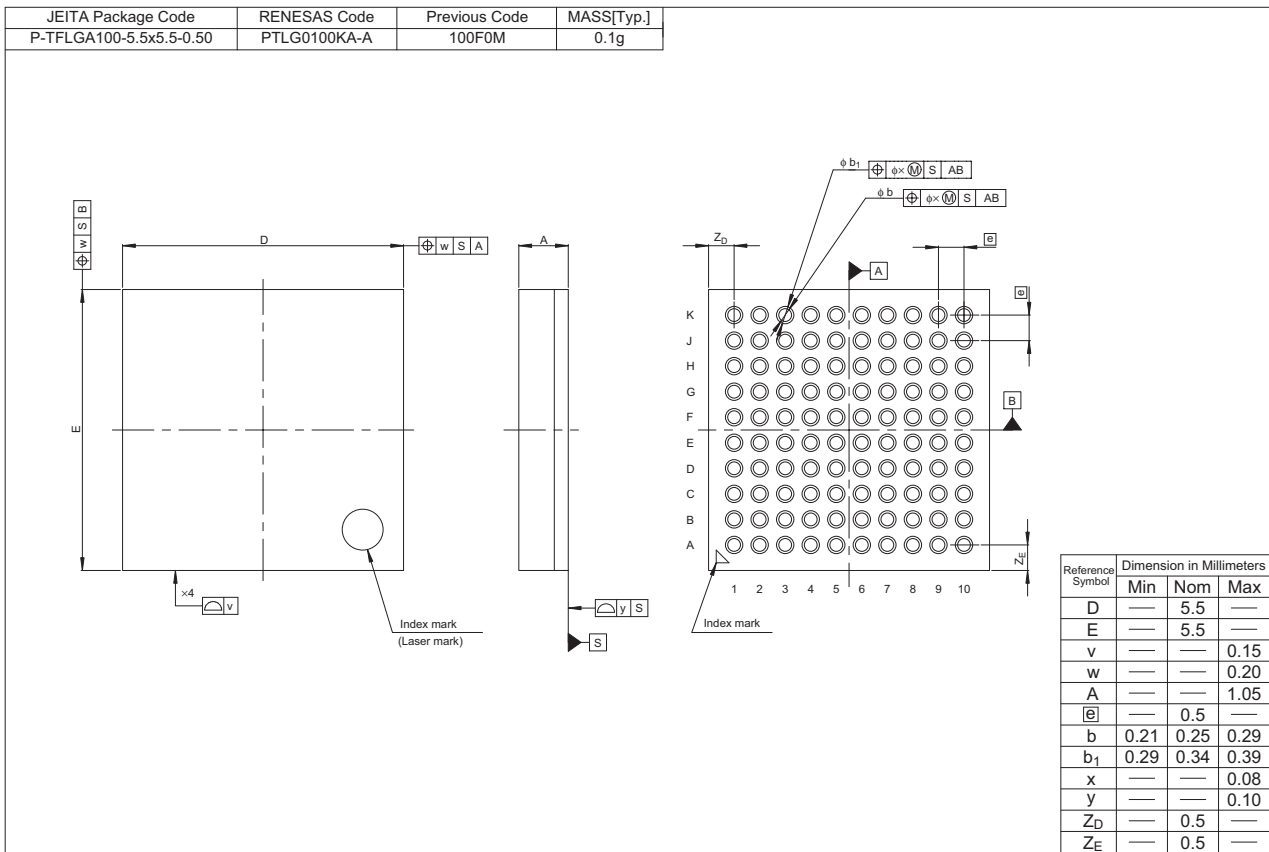 JEITA Package Code RENESAS Code Previous Code MASS[Typ.]
P-TFLGA100-5.5x5.5-0.50 PTLG0100KA-A 100F0M 0.1g
φ b1 ⌖ φ× Ⓜ S AB
φ b ⌖ φ× Ⓜ S AB
⌖ w S B
D
⌖ w S A
A
ZD
A
e
e
E
B
K
J
H
G
F
E
D
C
B
A
ZE
1 2 3 4 5 6 7 8 9 10
×4
⌓ v
Index mark
(Laser mark)
⌓ y S
S
Index mark
Reference Symbol Dimension in Millimeters
Min Nom Max
D — 5.5 —
E — 5.5 —
v — — 0.15
w — — 0.20
A — — 1.05
e — 0.5 —
b 0.21 0.25 0.29
b1 0.29 0.34 0.39
x — — 0.08
y — — 0.10
ZD — 0.5 —
ZE — 0.5 —